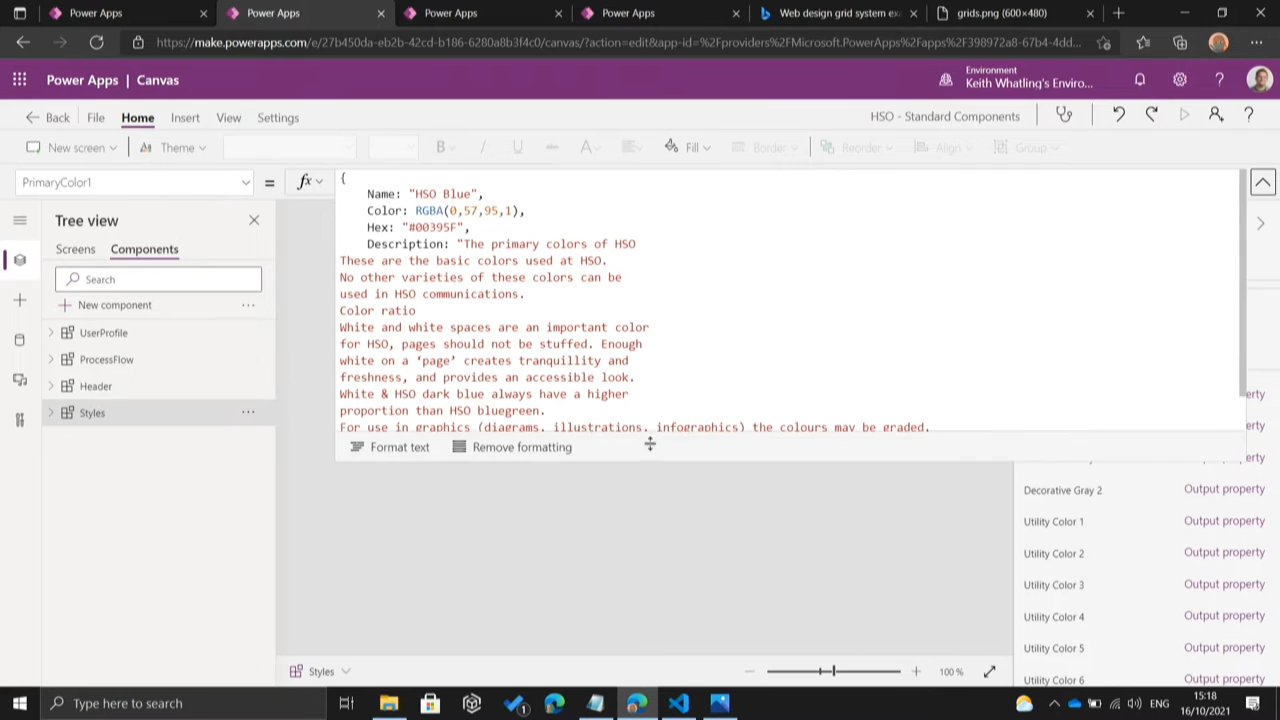 Power Apps
Power Apps
Power Apps
Power Apps
Web design grid system exa
grids.png (600×480)
https://make.powerapps.com/e/27b450da-eb2b-42cd-b186-6280a8b3f4c0/canvas/?action=edit&app-id=%2Fproviders%2FMicrosoft.PowerApps%2Fapps%2F398972a8-67b4-4dd...
Power Apps | Canvas
Environment
Keith Whatling's Enviro...
Back File Home Insert View Settings
HSO - Standard Components
New screen Theme B / U abc A Fill Border Reorder Align Group
PrimaryColor1 = fx
{
Name: "HSO Blue",
Color: RGBA(0,57,95,1),
Hex: "#00395F",
Description: "The primary colors of HSO
These are the basic colors used at HSO.
No other varieties of these colors can be
used in HSO communications.
Color ratio
White and white spaces are an important color
for HSO, pages should not be stuffed. Enough
white on a ‘page’ creates tranquillity and
freshness, and provides an accessible look.
White & HSO dark blue always have a higher
proportion than HSO bluegreen.
For use in graphics (diagrams, illustrations, infographics) the colours may be graded.
Format text Remove formatting
Tree view
Screens Components
Search
New component
UserProfile
ProcessFlow
Header
Styles
erty
erty
erty
Decorative Gray 2 Output property
Utility Color 1 Output property
Utility Color 2 Output property
Utility Color 3 Output property
Utility Color 4 Output property
Utility Color 5 Output property
Utility Color 6 Output property
Styles
100 %
Type here to search
1
ENG
15:18
16/10/2021